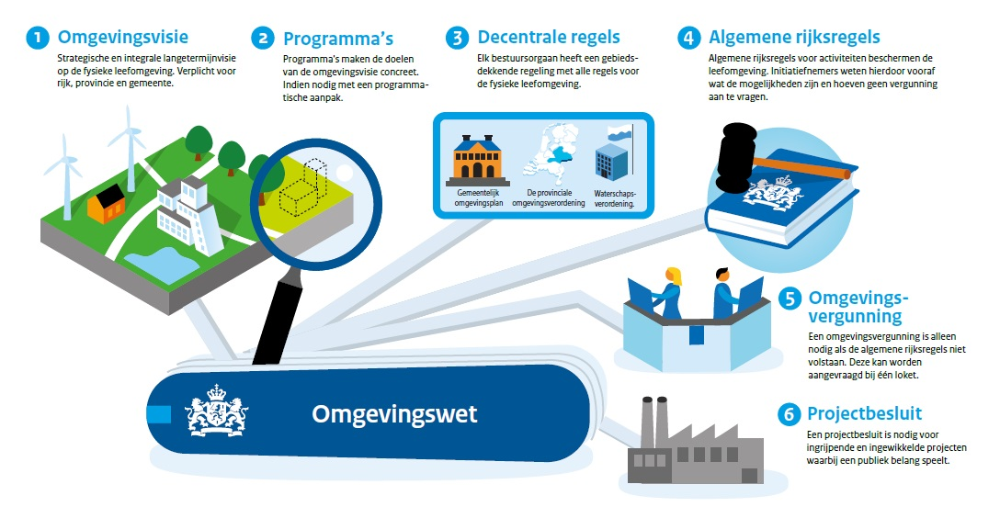 1 Omgevingsvisie
Strategische en integrale langetermijnvisie
op de fysieke leefomgeving. Verplicht voor
rijk, provincie en gemeente.
2 Programma's
Programma's maken de doelen
van de omgevingsvisie concreet.
Indien nodig met een programma-
tische aanpak.
3 Decentrale regels
Elk bestuursorgaan heeft een gebieds-
dekkende regeling met alle regels voor
de fysieke leefomgeving.
4 Algemene rijksregels
Algemene rijksregels voor activiteiten beschermen de
leefomgeving. Initiatiefnemers weten hierdoor vooraf
wat de mogelijkheden zijn en hoeven geen vergunning
aan te vragen.
Gemeentelijk
omgevingsplan
De provinciale
omgevingsverordening
Waterschaps-
verordening.
5 Omgevings-
vergunning
Een omgevingsvergunning is alleen
nodig als de algemene rijksregels niet
volstaan. Deze kan worden
aangevraagd bij één loket.
6 Projectbesluit
Een projectbesluit is nodig voor
ingrijpende en ingewikkelde projecten
waarbij een publiek belang speelt.
Omgevingswet